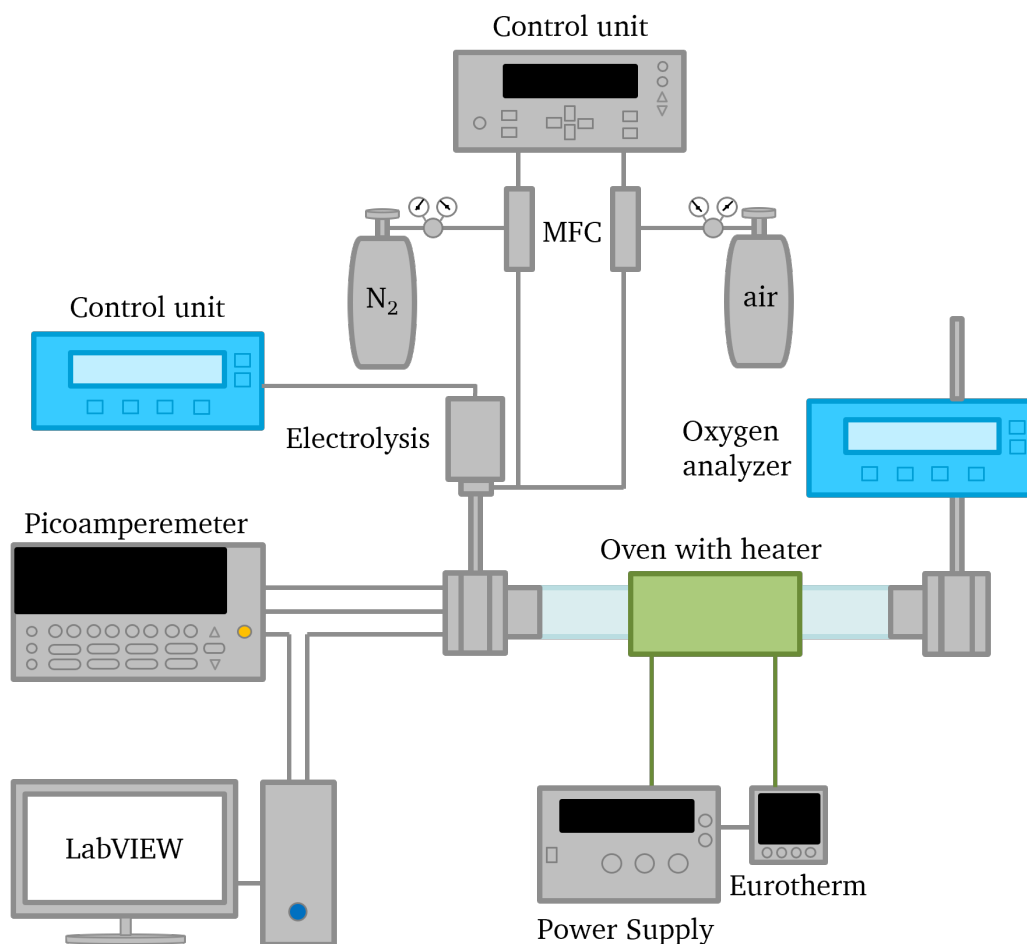 Control unit
MFC
N₂
air
Control unit
Electrolysis
Oxygen
analyzer
Picoamperemeter
Oven with heater
LabVIEW
Eurotherm
Power Supply